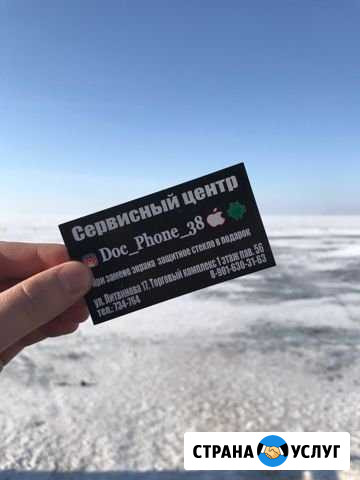 Сервисный центр
Doc_Phone_38
При замене экрана защитное стекло в подарок
ул. Литвинова 17, Торговый комплекс 1 этаж пав. 56
тел.: 734-764 8-901-630-31-63
СТРАНА УСЛУГ